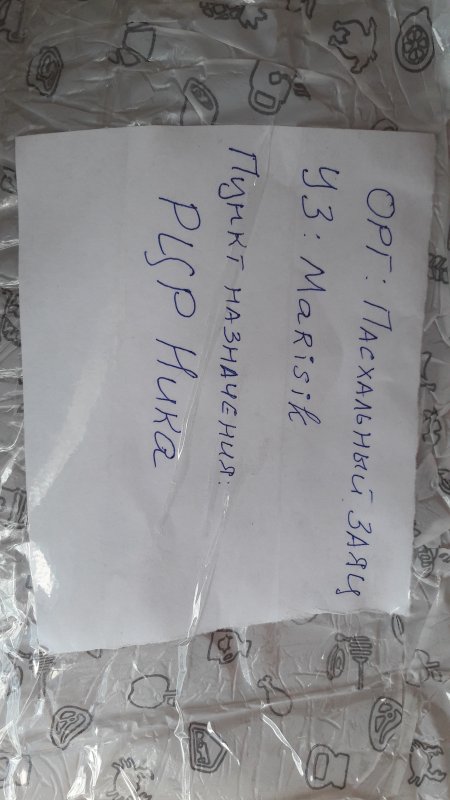 ОРГ: ПАСХАЛЬНЫЙ ЗАЯЦ
УЗ: Marisik
Пункт назначения:
РЦР Ника